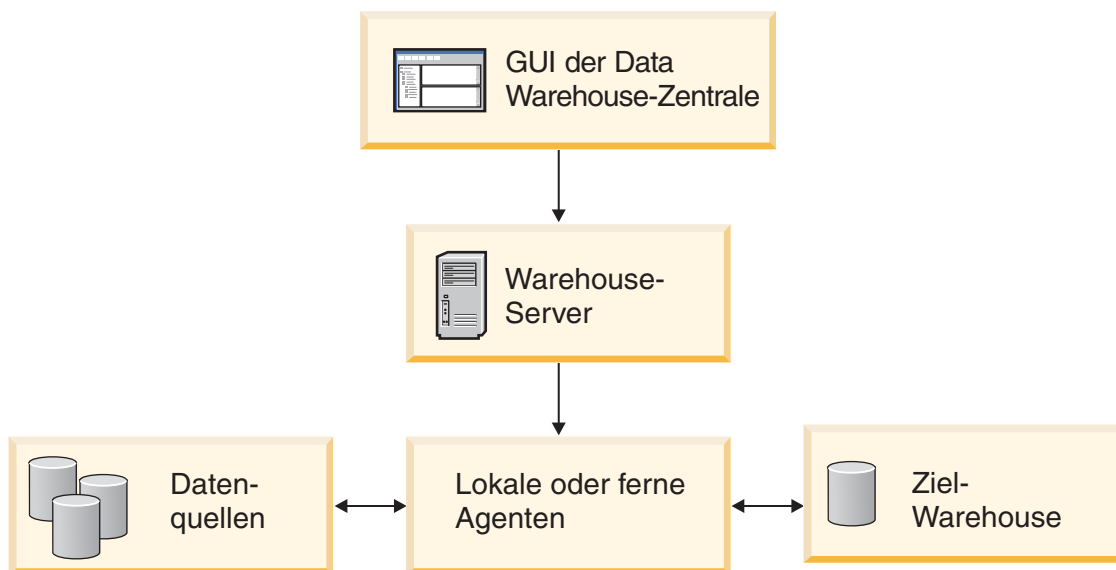 GUI der Data
Warehouse-Zentrale
Warehouse-
Server
Daten-
quellen
Lokale oder ferne
Agenten
Ziel-
Warehouse